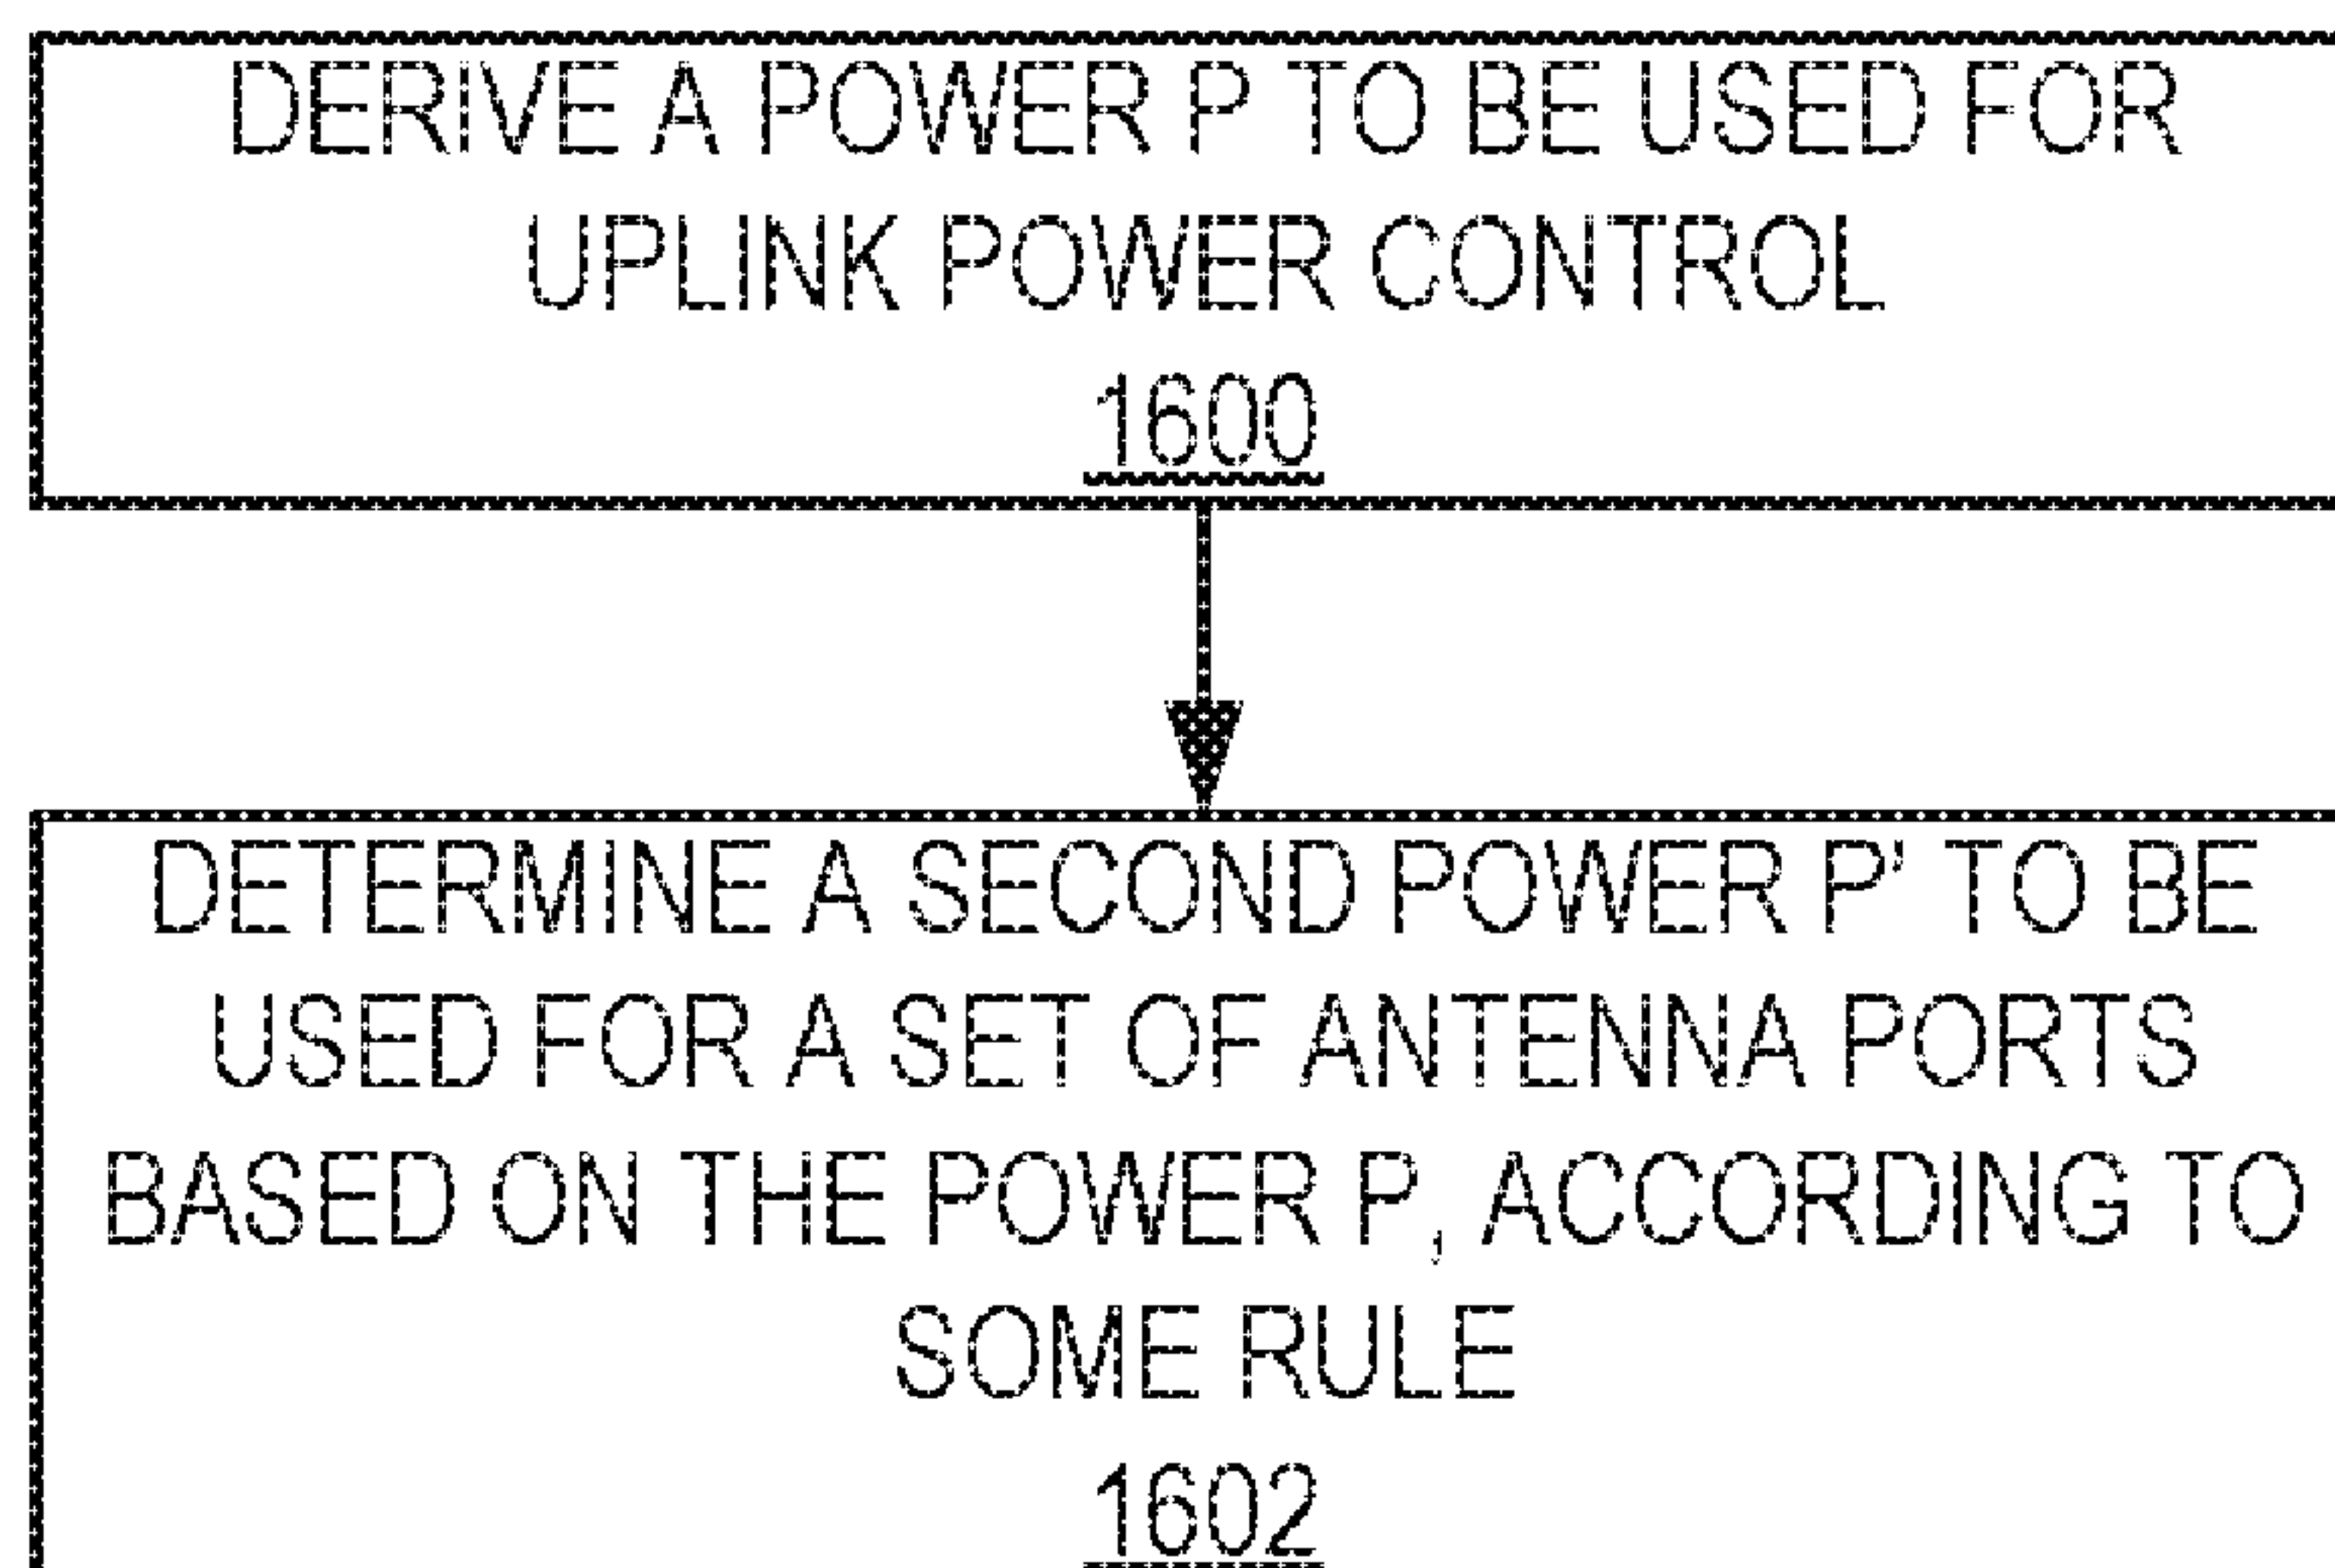 DERIVE A POWER P TO BE USED FOR
UPLINK POWER CONTROL
1600
DETERMINE A SECOND POWER P' TO BE
USED FOR A SET OF ANTENNA PORTS
BASED ON THE POWER P, ACCORDING TO
SOME RULE
1602